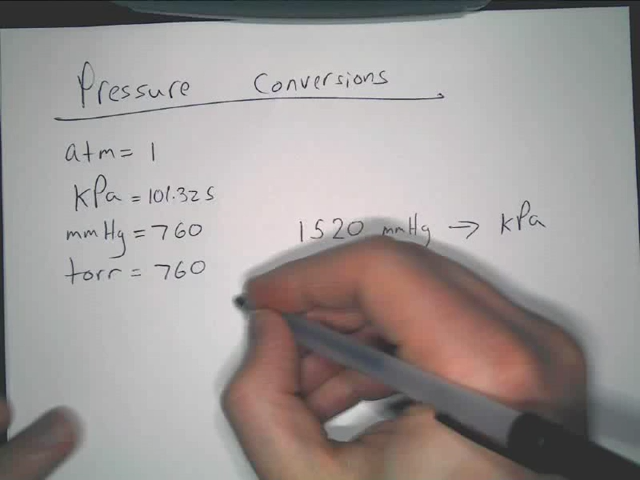 Pressure Conversions
atm = 1
kPa = 101.325
mmHg = 760
1520 mmHg → kPa
torr = 760